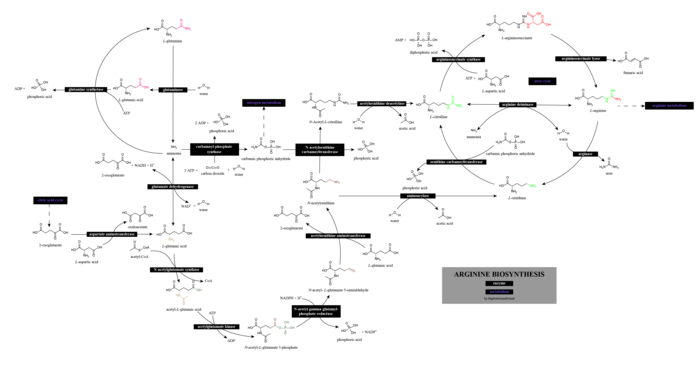 AMP +
diphosphoric acid
L-argininosuccinate
argininosuccinate synthase
argininosuccinate lyase
fumaric acid
L-glutamine
ADP +
phosphoric acid
glutamine synthetase
L-glutamic acid
ATP
glutaminase
water
nitrogen metabolism
acetylornithine deacetylase
N-Acetyl-L-citrulline
water
acetic acid
ATP +
L-aspartic acid
urea cycle
L-citrulline
arginine deiminase
ammonia
water
L-arginine
arginine metabolism
2 ADP +
phosphoric acid
ammonia
carbamoyl phosphate
synthase
2 ATP +
carbon dioxide
water
carbamic phosphoric anhydride
N-acetylornithine
carbamoyltransferase
phosphoric acid
ornithine carbamoyltransferase
carbamic phosphoric anhydride
phosphoric acid
arginase
urea
+ NADH + H+
2-oxoglutarate
glutamate dehydrogenase
NAD+ +
water
N-acetylornithine
aminoacylase
water
acetic acid
L-ornithine
citric acid cycle
2-oxoglutarate
aspartate aminotransferase
L-aspartic acid
oxaloacetate
L-glutamic acid
acetyl-CoA
2-oxoglutarate
acetylornithine aminotransferase
L-glutamic acid
N-acetylglutamate synthase
CoA
acetyl-L-glutamic acid
N-acetyl-L-glutamate 5-semialdehyde
NADPH + H+
N-acetyl-gamma-glutamyl-
phosphate reductase
phosphoric acid
+ NADP+
acetylglutamate kinase
ATP
ADP
N-acetyl-L-glutamate 5-phosphate
ARGININE BIOSYNTHESIS
enzyme
metabolism